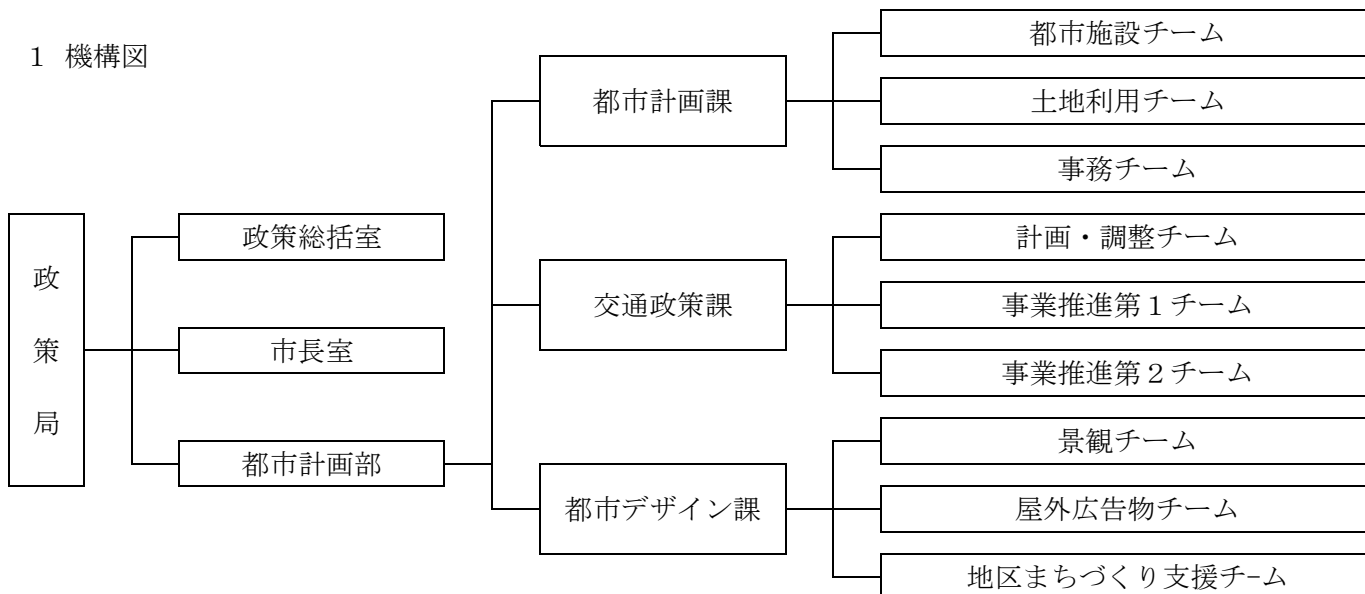 1 機構図
政策局
政策総括室
市長室
都市計画部
都市計画課
都市施設チーム
土地利用チーム
事務チーム
交通政策課
計画・調整チーム
事業推進第1チーム
事業推進第2チーム
都市デザイン課
景観チーム
屋外広告物チーム
地区まちづくり支援チｰム